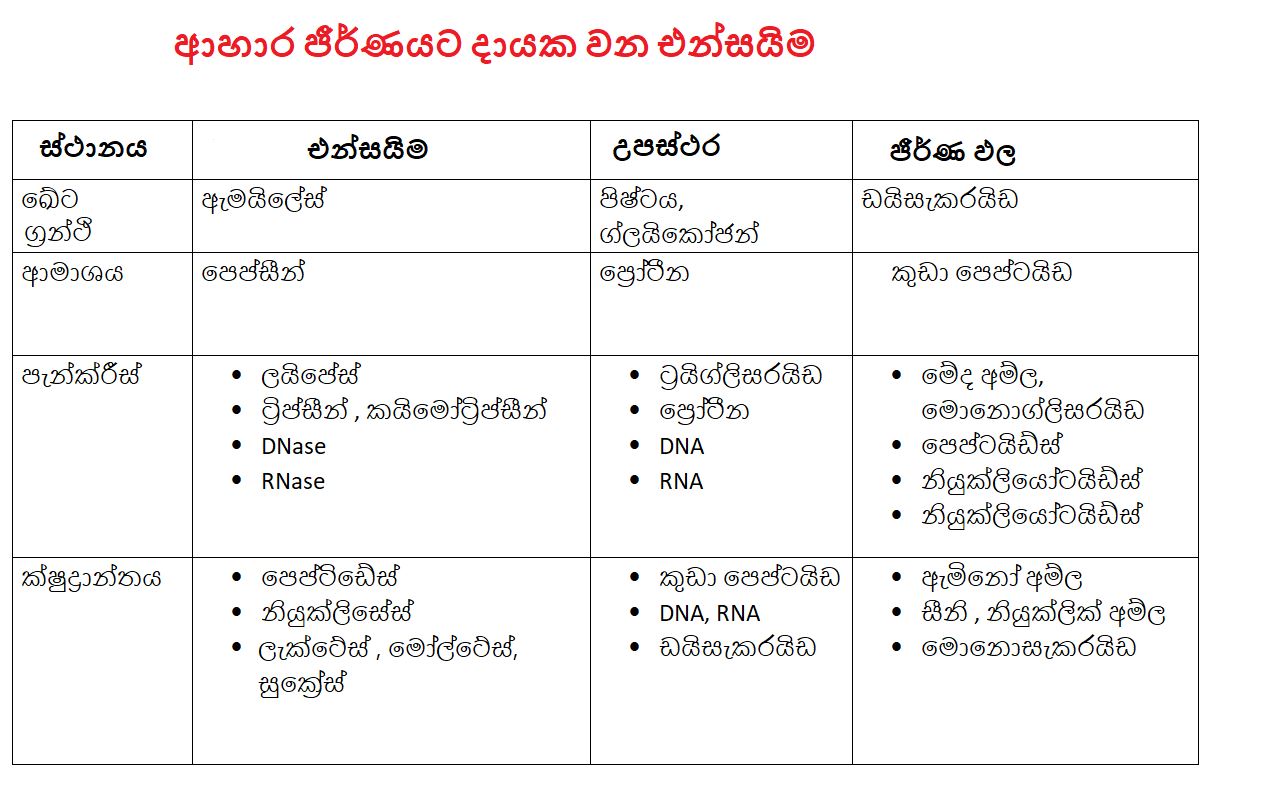 ආහාර ජීර්ණයට දායක වන එන්සයිම
ස්ථානය එන්සයිම උපස්ථර ජීර්ණ ඵල
ඛේට ඇමයිලේස් පිෂ්ටය, ඩයිසැකරයිඩ
ග්‍රන්ථි ග්ලයිකෝජන්
ආමාශය පෙප්සීන් ප්‍රෝටීන කුඩා පෙප්ටයිඩ
පැන්ක්රීස් • ලයිපේස් • ට්‍රයිග්ලිසරයිඩ • මේද අම්ල,
• ට්‍රිප්සීන් , කයිමෝට්‍රිප්සීන් • ප්‍රෝටීන මොනොග්ලිසරයිඩ
• DNase • DNA • පෙප්ටයිඩ්ස්
• RNase • RNA • නියුක්ලියෝටයිඩ්ස්
• නියුක්ලියෝටයිඩ්ස්
ක්ෂුද්‍රාන්තය • පෙප්ටිඩේස් • කුඩා පෙප්ටයිඩ • ඇමිනෝ අම්ල
• නියුක්ලිසේස් • DNA, RNA • සීනි , නියුක්ලික් අම්ල
• ලැක්ටේස් , මෝල්ටේස්, • ඩයිසැකරයිඩ • මොනොසැකරයිඩ
සුක්‍රේස්